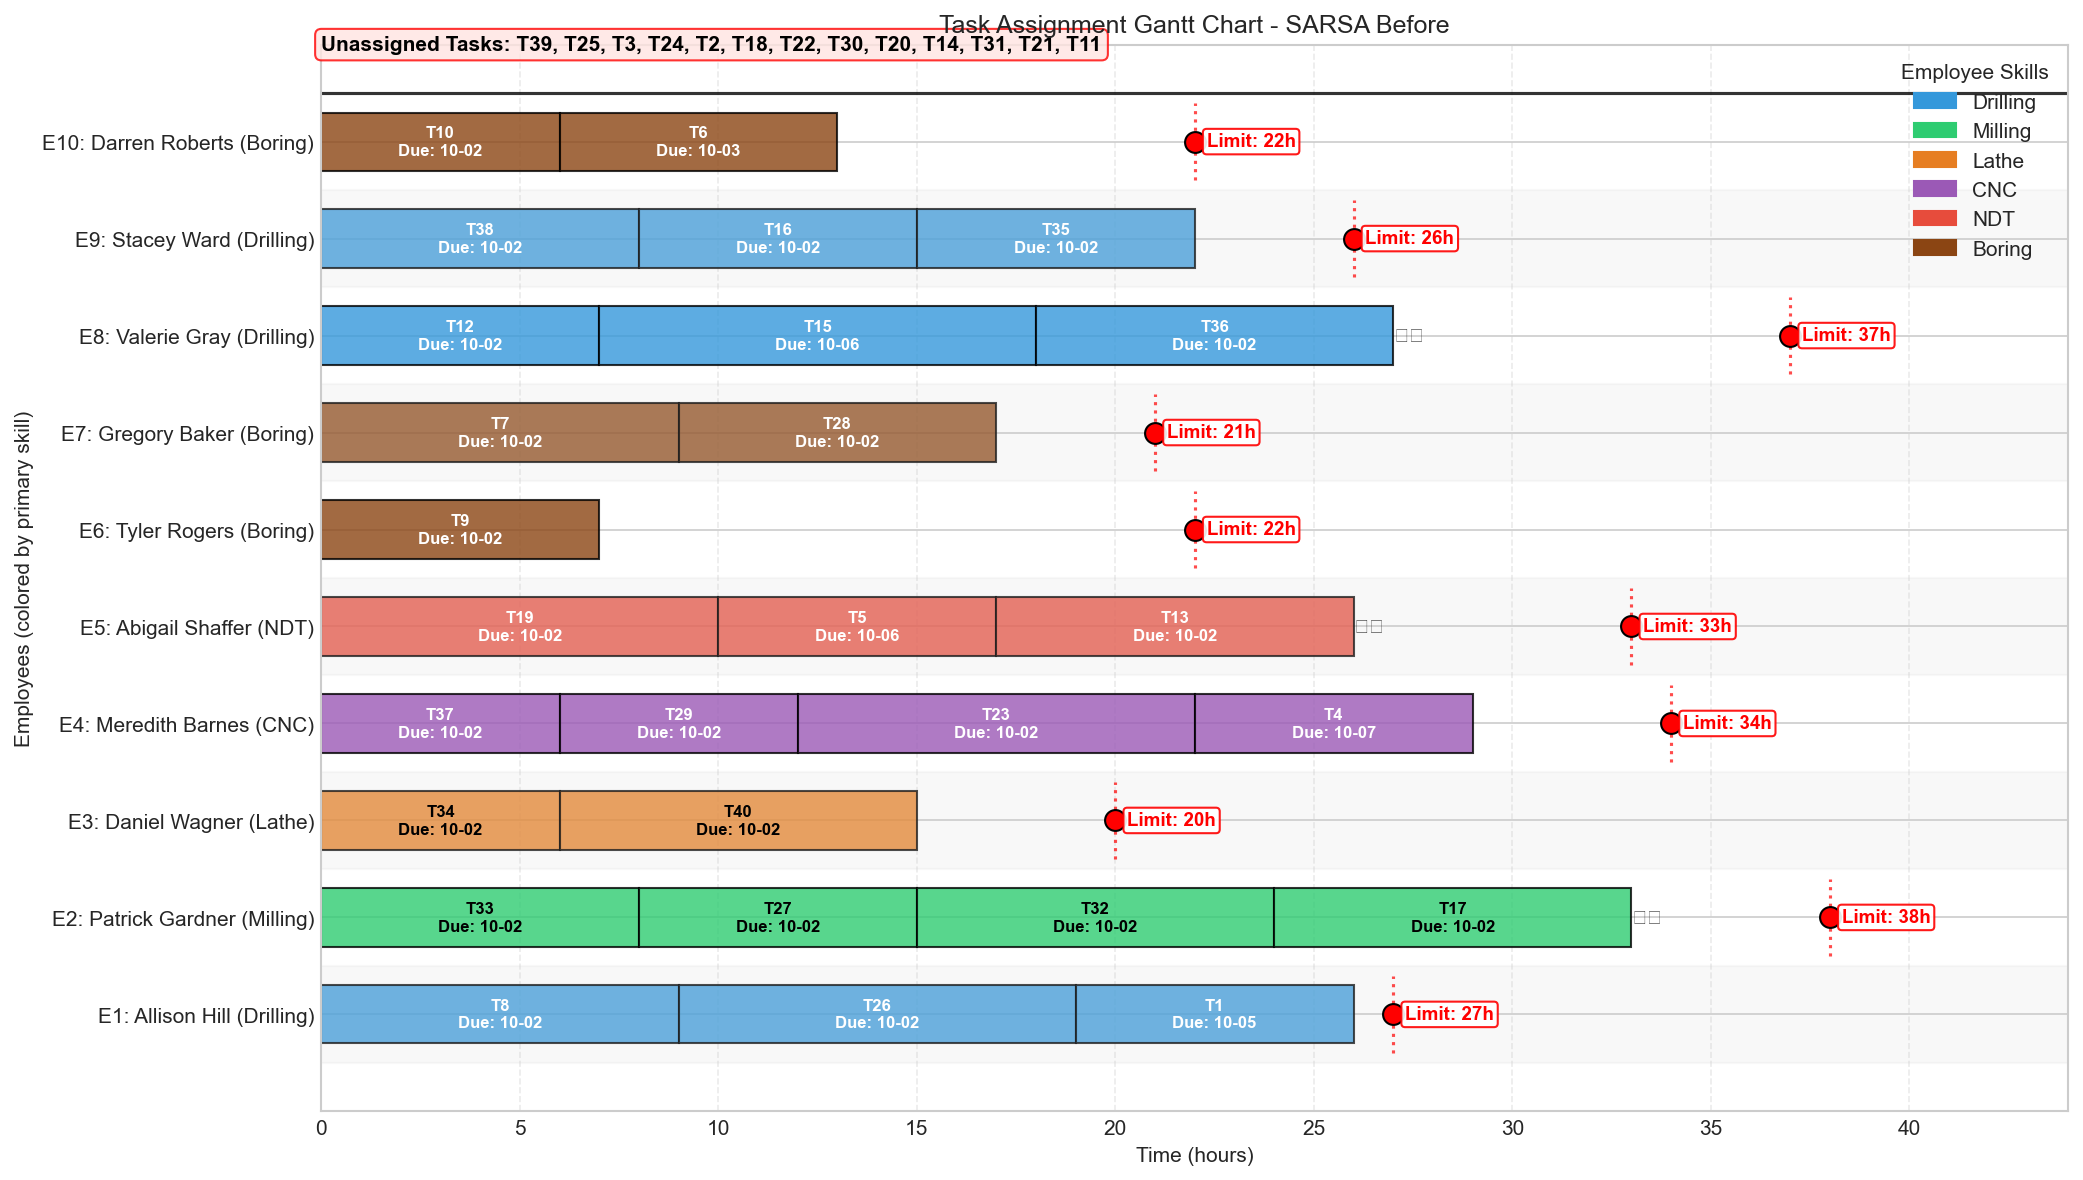 Task Assignment Gantt Chart - SARSA Before
Unassigned Tasks: T39, T25, T3, T24, T2, T18, T22, T30, T20, T14, T31, T21, T11
Employee Skills
Drilling
Milling
Lathe
CNC
NDT
Boring
Employees (colored by primary skill)
E10: Darren Roberts (Boring)
T10
Due: 10-02
T6
Due: 10-03
Limit: 22h
E9: Stacey Ward (Drilling)
T38
Due: 10-02
T16
Due: 10-02
T35
Due: 10-02
Limit: 26h
E8: Valerie Gray (Drilling)
T12
Due: 10-02
T15
Due: 10-06
T36
Due: 10-02
Limit: 37h
E7: Gregory Baker (Boring)
T7
Due: 10-02
T28
Due: 10-02
Limit: 21h
E6: Tyler Rogers (Boring)
T9
Due: 10-02
Limit: 22h
E5: Abigail Shaffer (NDT)
T19
Due: 10-02
T5
Due: 10-06
T13
Due: 10-02
Limit: 33h
E4: Meredith Barnes (CNC)
T37
Due: 10-02
T29
Due: 10-02
T23
Due: 10-02
T4
Due: 10-07
Limit: 34h
E3: Daniel Wagner (Lathe)
T34
Due: 10-02
T40
Due: 10-02
Limit: 20h
E2: Patrick Gardner (Milling)
T33
Due: 10-02
T27
Due: 10-02
T32
Due: 10-02
T17
Due: 10-02
Limit: 38h
E1: Allison Hill (Drilling)
T8
Due: 10-02
T26
Due: 10-02
T1
Due: 10-05
Limit: 27h
0 5 10 15 20 25 30 35 40
Time (hours)